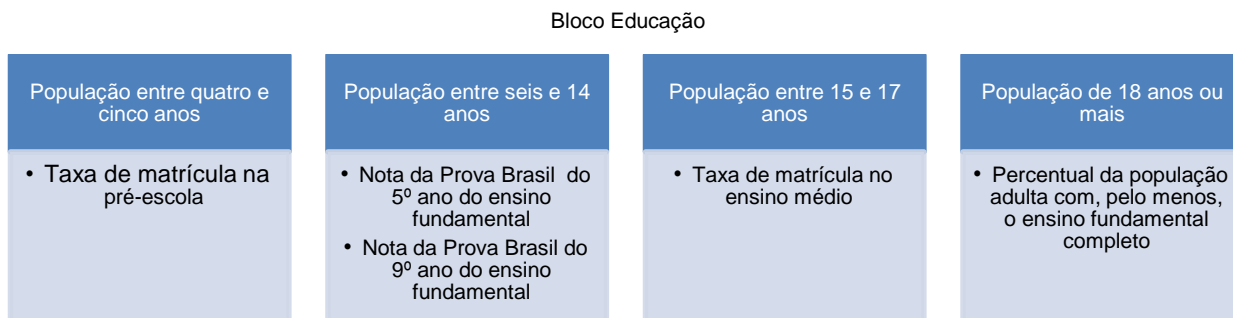 Bloco Educação
População entre quatro e
cinco anos
• Taxa de matrícula na
pré-escola
População entre seis e 14
anos
• Nota da Prova Brasil do
5º ano do ensino
fundamental
• Nota da Prova Brasil do
9º ano do ensino
fundamental
População entre 15 e 17
anos
• Taxa de matrícula no
ensino médio
População de 18 anos ou
mais
• Percentual da população
adulta com, pelo menos,
o ensino fundamental
completo